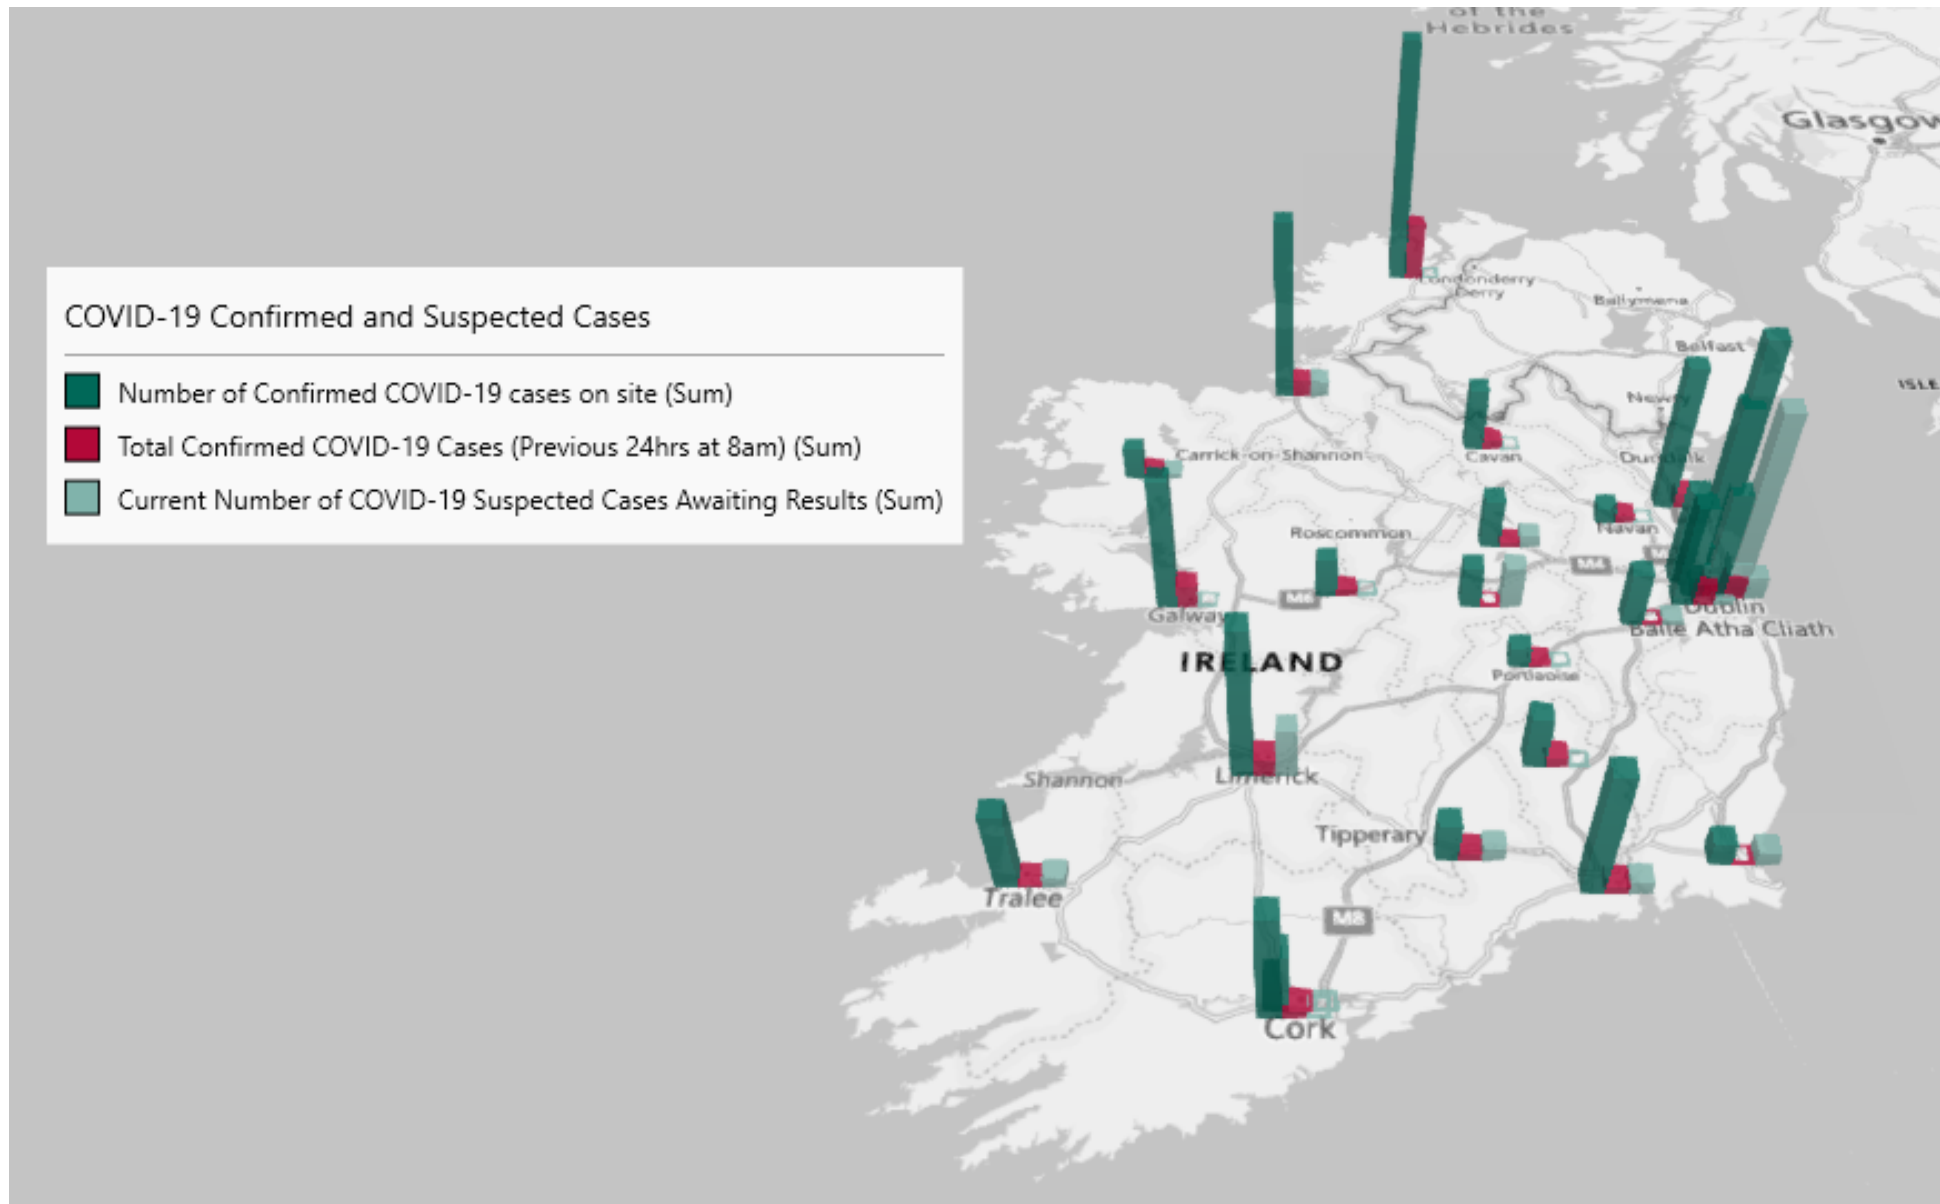 of the
Hebrides
Glasgow
COVID-19 Confirmed and Suspected Cases
Number of Confirmed COVID-19 cases on site (Sum)
Total Confirmed COVID-19 Cases (Previous 24hrs at 8am) (Sum)
Current Number of COVID-19 Suspected Cases Awaiting Results (Sum)
Londonderry
Derry
Ballymena
Belfast
ISLE
Newry
Carrick-on-Shannon
Cavan
Dundalk
Roscommon
Navan
M4
M6
Galway
Dublin
Baile Atha Cliath
IRELAND
Portlaoise
Shannon
Limerick
Tipperary
Tralee
M8
Cork